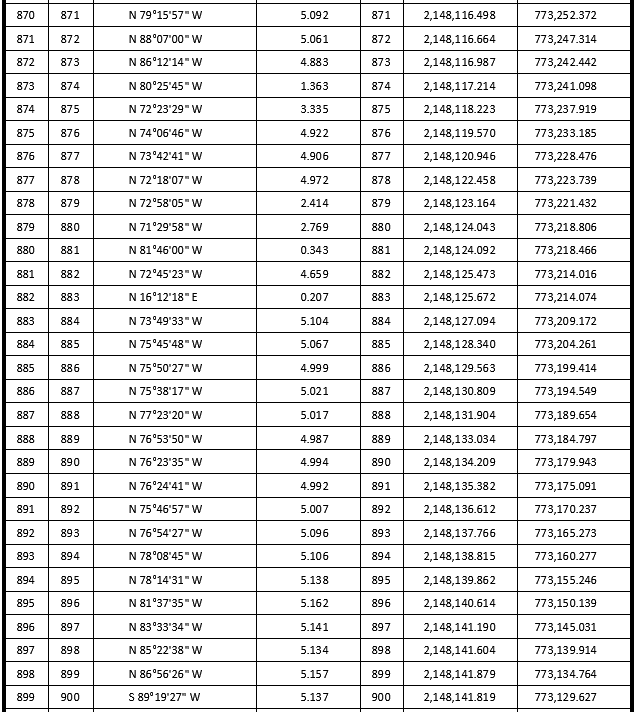 870 871 N 79°15'57" W 5.092 871 2,148,116.498 773,252.372
871 872 N 88°07'00" W 5.061 872 2,148,116.664 773,247.314
872 873 N 86°12'14" W 4.883 873 2,148,116.987 773,242.442
873 874 N 80°25'45" W 1.363 874 2,148,117.214 773,241.098
874 875 N 72°23'29" W 3.335 875 2,148,118.223 773,237.919
875 876 N 74°06'46" W 4.922 876 2,148,119.570 773,233.185
876 877 N 73°42'41" W 4.906 877 2,148,120.946 773,228.476
877 878 N 72°18'07" W 4.972 878 2,148,122.458 773,223.739
878 879 N 72°58'05" W 2.414 879 2,148,123.164 773,221.432
879 880 N 71°29'58" W 2.769 880 2,148,124.043 773,218.806
880 881 N 81°46'00" W 0.343 881 2,148,124.092 773,218.466
881 882 N 72°45'23" W 4.659 882 2,148,125.473 773,214.016
882 883 N 16°12'18" E 0.207 883 2,148,125.672 773,214.074
883 884 N 73°49'33" W 5.104 884 2,148,127.094 773,209.172
884 885 N 75°45'48" W 5.067 885 2,148,128.340 773,204.261
885 886 N 75°50'27" W 4.999 886 2,148,129.563 773,199.414
886 887 N 75°38'17" W 5.021 887 2,148,130.809 773,194.549
887 888 N 77°23'20" W 5.017 888 2,148,131.904 773,189.654
888 889 N 76°53'50" W 4.987 889 2,148,133.034 773,184.797
889 890 N 76°23'35" W 4.994 890 2,148,134.209 773,179.943
890 891 N 76°24'41" W 4.992 891 2,148,135.382 773,175.091
891 892 N 75°46'57" W 5.007 892 2,148,136.612 773,170.237
892 893 N 76°54'27" W 5.096 893 2,148,137.766 773,165.273
893 894 N 78°08'45" W 5.106 894 2,148,138.815 773,160.277
894 895 N 78°14'31" W 5.138 895 2,148,139.862 773,155.246
895 896 N 81°37'35" W 5.162 896 2,148,140.614 773,150.139
896 897 N 83°33'34" W 5.141 897 2,148,141.190 773,145.031
897 898 N 85°22'38" W 5.134 898 2,148,141.604 773,139.914
898 899 N 86°56'26" W 5.157 899 2,148,141.879 773,134.764
899 900 S 89°19'27" W 5.137 900 2,148,141.819 773,129.627